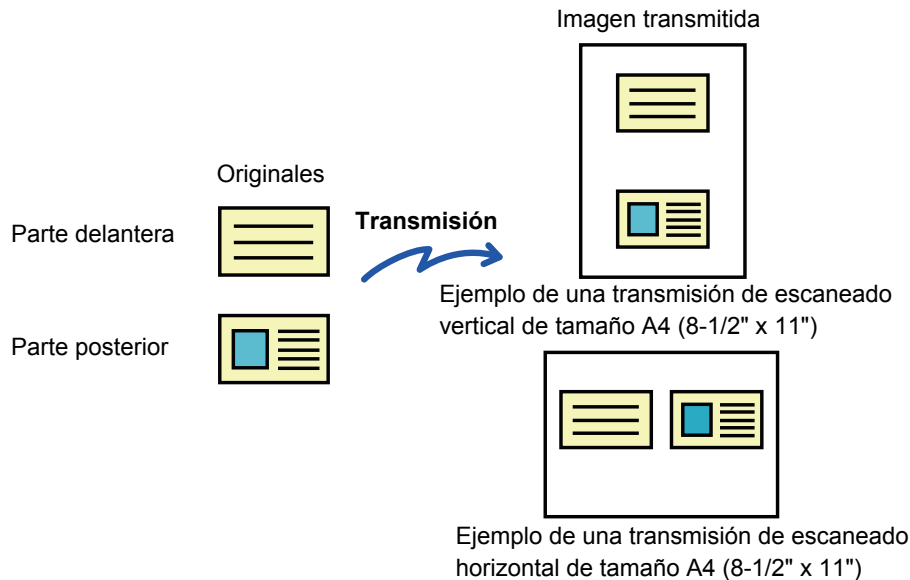 Imagen transmitida
Originales
Parte delantera
Transmisión
Parte posterior
Ejemplo de una transmisión de escaneado
vertical de tamaño A4 (8-1/2" x 11")
Ejemplo de una transmisión de escaneado
horizontal de tamaño A4 (8-1/2" x 11")